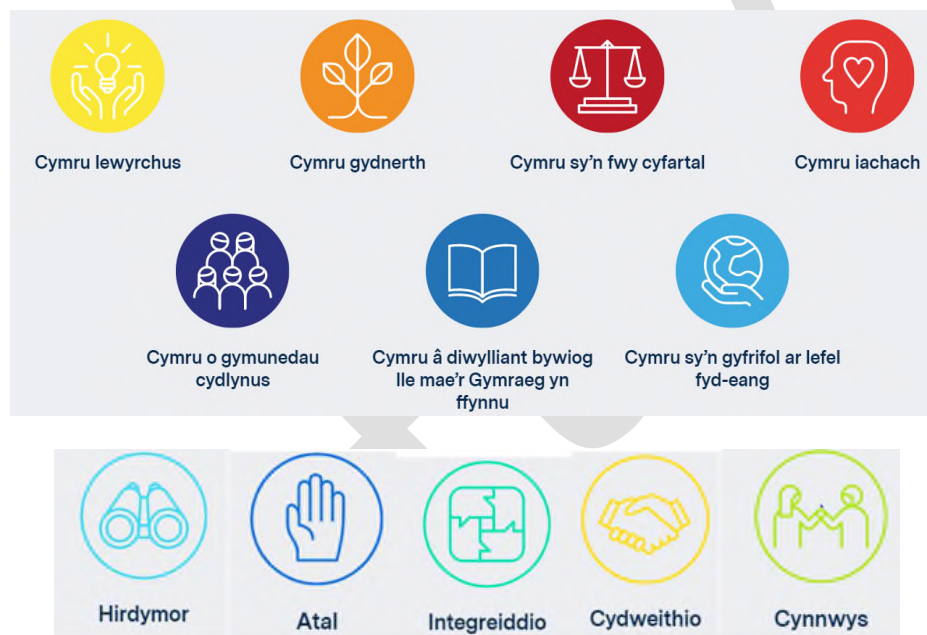 Cymru lewyrchus
Cymru gydnerth
Cymru sy'n fwy cyfartal
Cymru iachach
Cymru o gymunedau
cydlynus
Cymru â diwylliant bywiog
lle mae'r Gymraeg yn
ffynnu
Cymru sy'n gyfrifol ar lefel
fyd-eang
Hirdymor
Atal
Integreiddio
Cydweithio
Cynnwys